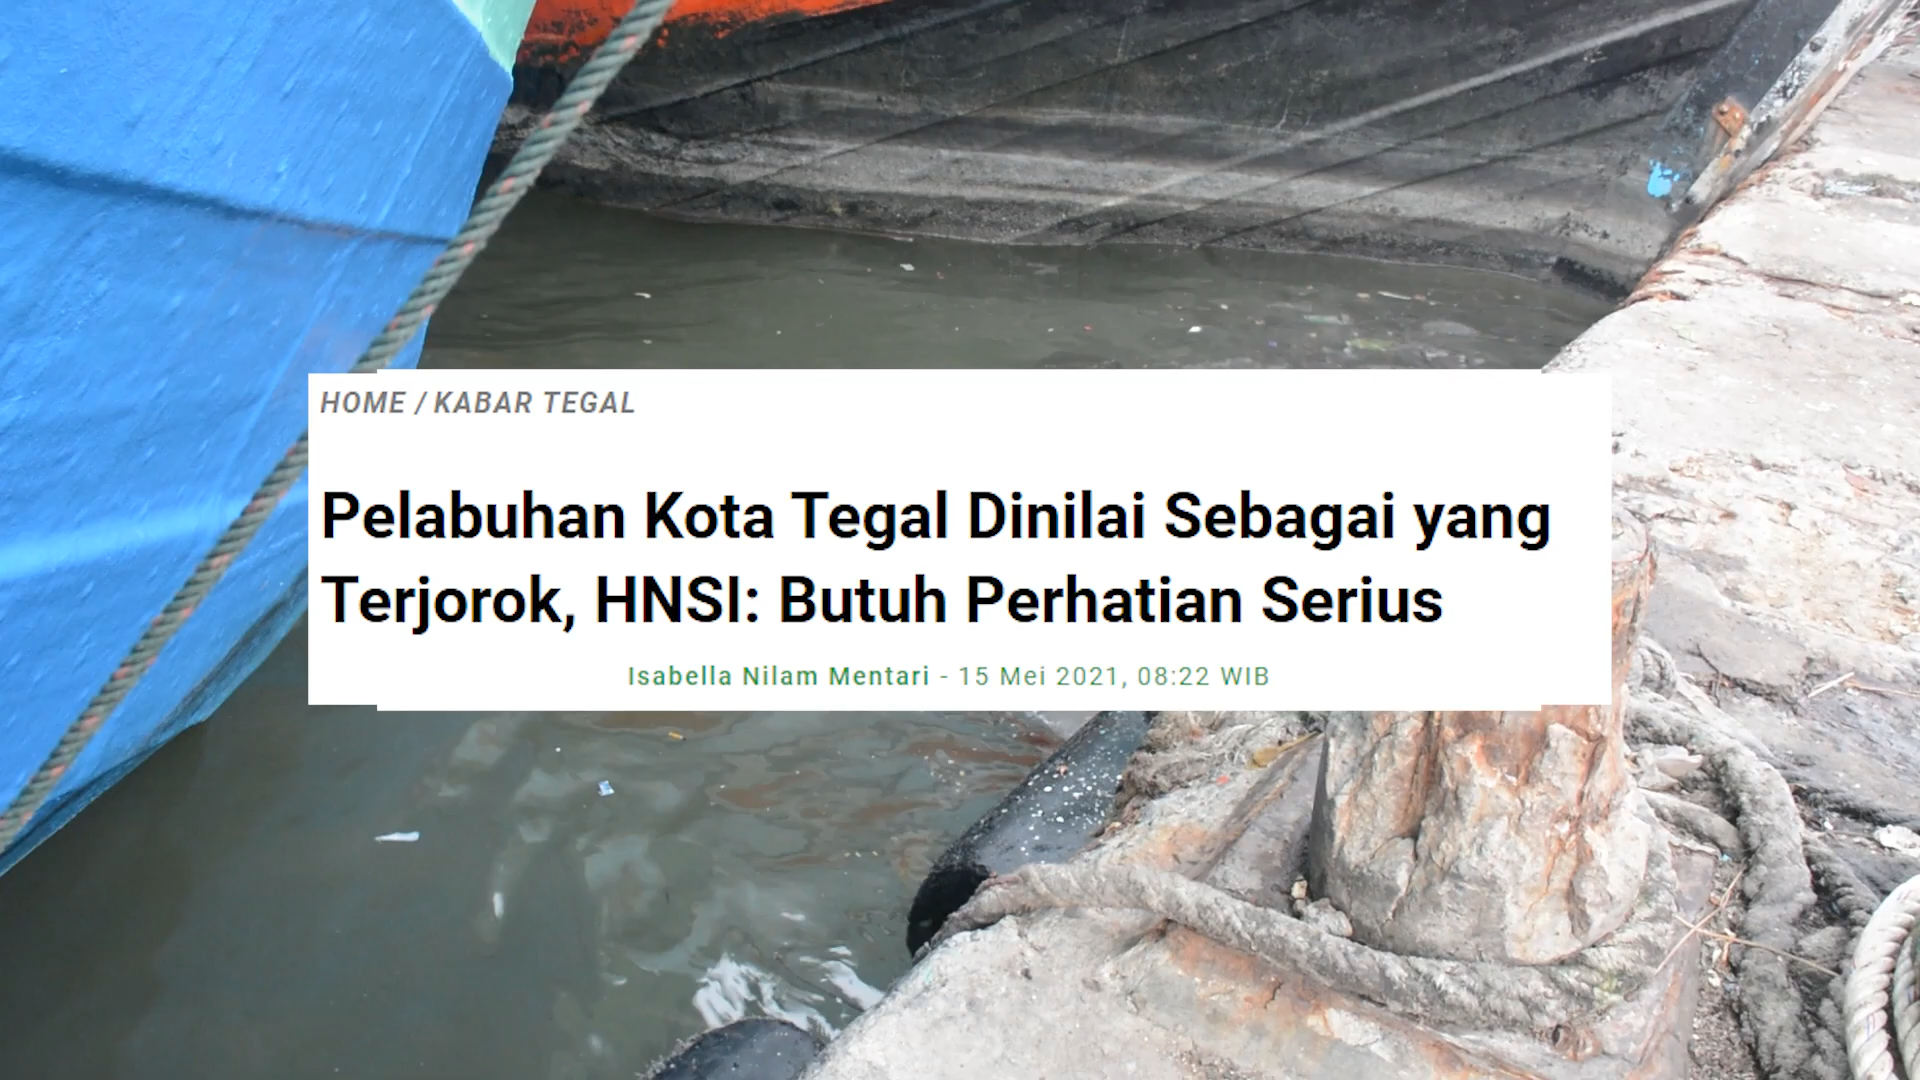 HOME / KABAR TEGAL
Pelabuhan Kota Tegal Dinilai Sebagai yang
Terjorok, HNSI: Butuh Perhatian Serius
Isabella Nilam Mentari - 15 Mei 2021, 08:22 WIB